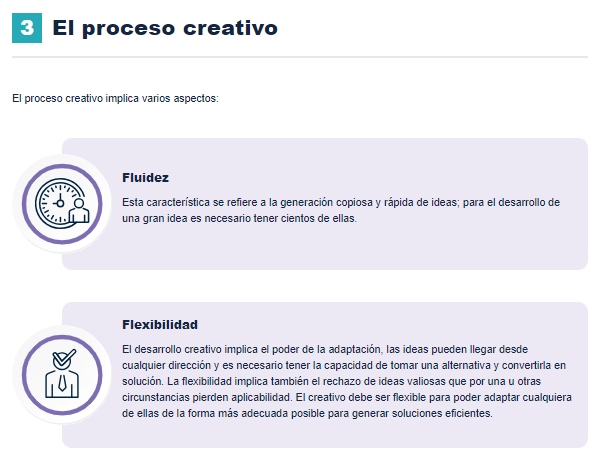 3 El proceso creativo
El proceso creativo implica varios aspectos:
Fluidez
Esta característica se refiere a la generación copiosa y rápida de ideas; para el desarrollo de
una gran idea es necesario tener cientos de ellas.
Flexibilidad
El desarrollo creativo implica el poder de la adaptación, las ideas pueden llegar desde
cualquier dirección y es necesario tener la capacidad de tomar una alternativa y convertirla en
solución. La flexibilidad implica también el rechazo de ideas valiosas que por una u otras
circunstancias pierden aplicabilidad. El creativo debe ser flexible para poder adaptar cualquiera
de ellas de la forma más adecuada posible para generar soluciones eficientes.